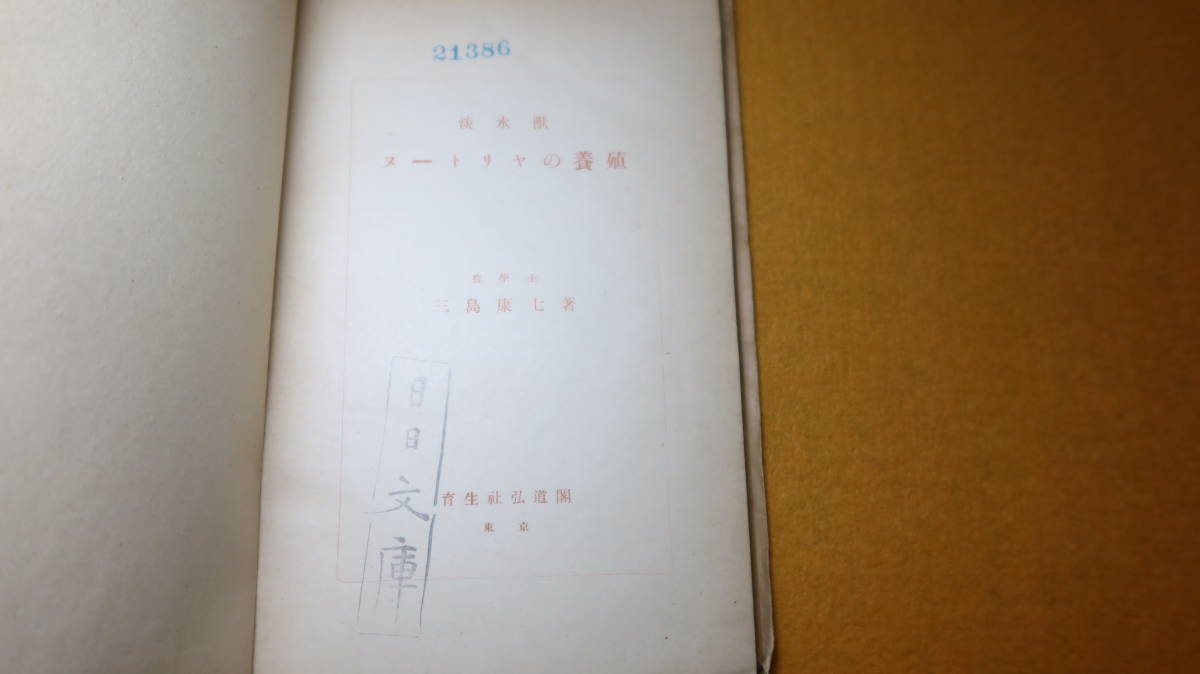 21386
淡水獣
ヌートリヤの養殖
農學士
三島康七著
育生社弘道閣
東京
日日文庫